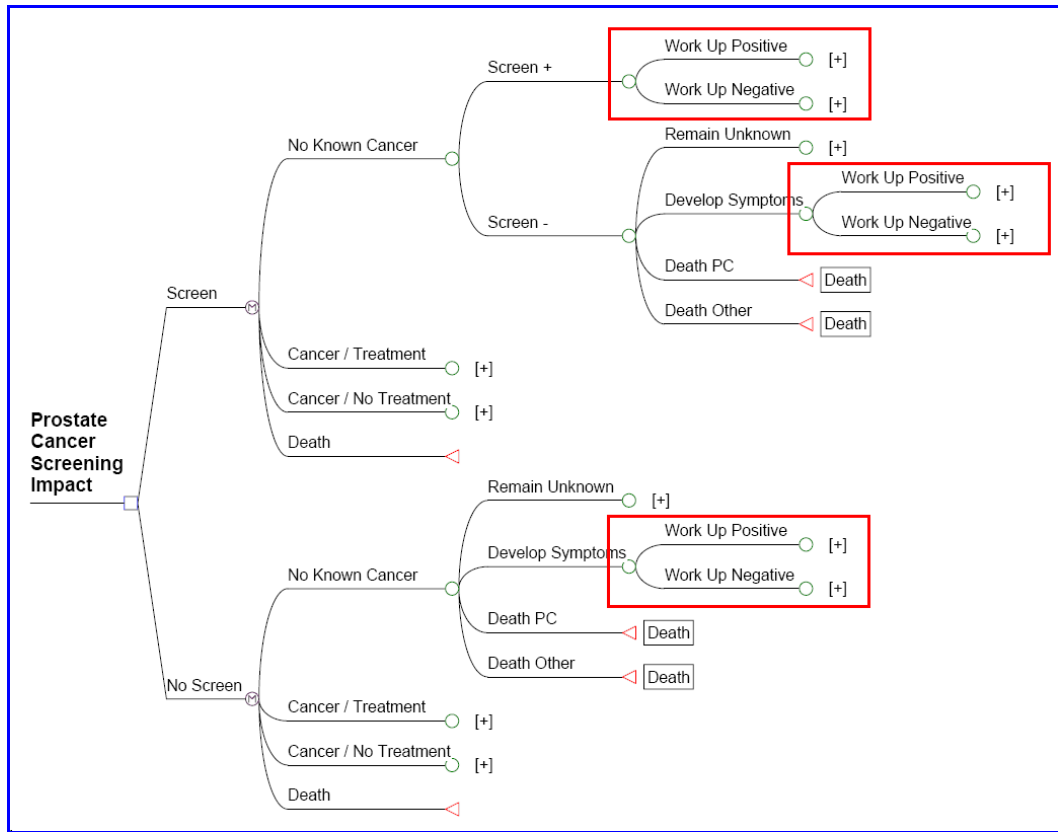 Work Up Positive
[+]
Screen +
Work Up Negative
[+]
Remain Unknown
[+]
No Known Cancer
Work Up Positive
[+]
Develop Symptoms
Screen -
Work Up Negative
[+]
Death PC
Death
Screen
M
Death Other
Death
Cancer / Treatment
[+]
Cancer / No Treatment
[+]
Death
Prostate
Cancer
Screening
Impact
Remain Unknown
[+]
Work Up Positive
[+]
Develop Symptoms
No Known Cancer
Work Up Negative
[+]
Death PC
Death
Death Other
Death
No Screen
M
Cancer / Treatment
[+]
Cancer / No Treatment
[+]
Death